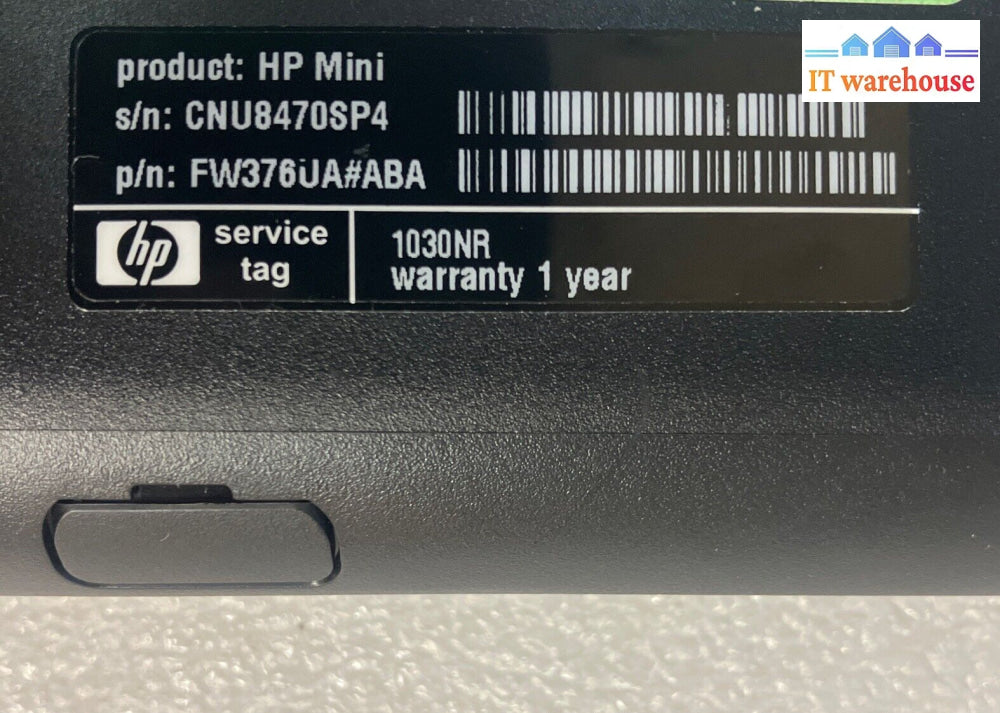 IT warehouse
product: HP Mini
s/n: CNU8470SP4
p/n: FW376UA#ABA
hp
service
tag
1030NR
warranty 1 year